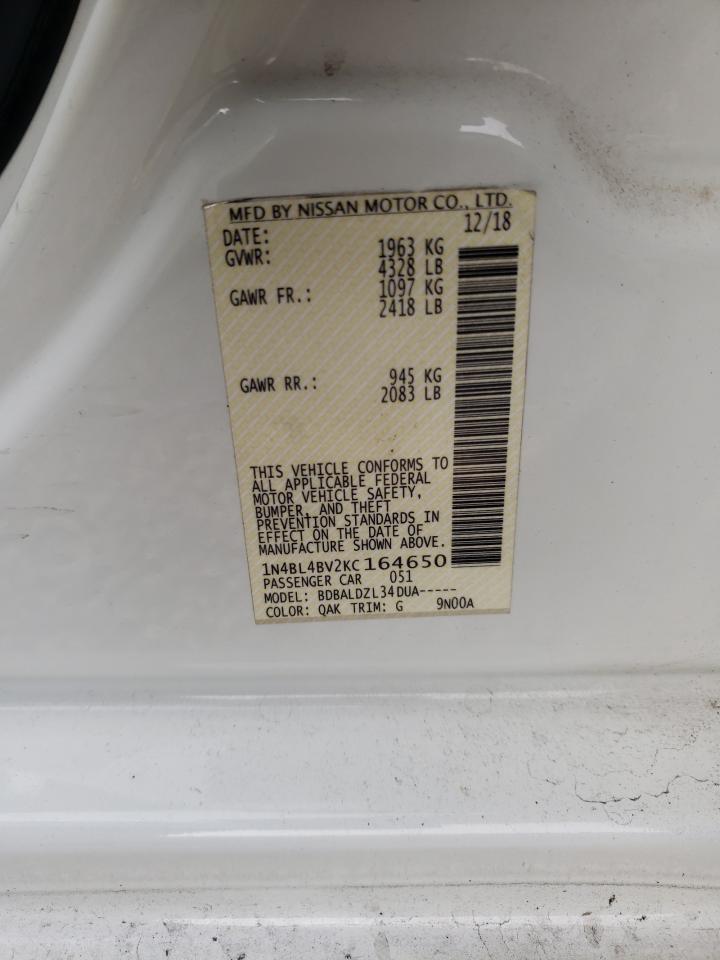 MFD BY NISSAN MOTOR CO., LTD.
DATE: 12/18
GVWR: 1963 KG
4328 LB
GAWR FR.: 1097 KG
2418 LB
GAWR RR.: 945 KG
2083 LB
THIS VEHICLE CONFORMS TO
ALL APPLICABLE FEDERAL
MOTOR VEHICLE SAFETY,
BUMPER, AND THEFT
PREVENTION STANDARDS IN
EFFECT ON THE DATE OF
MANUFACTURE SHOWN ABOVE.
1N4BL4BV2KC164650
PASSENGER CAR 051
MODEL: BDBALDZL34DUA-----
COLOR: QAK TRIM: G 9N00A